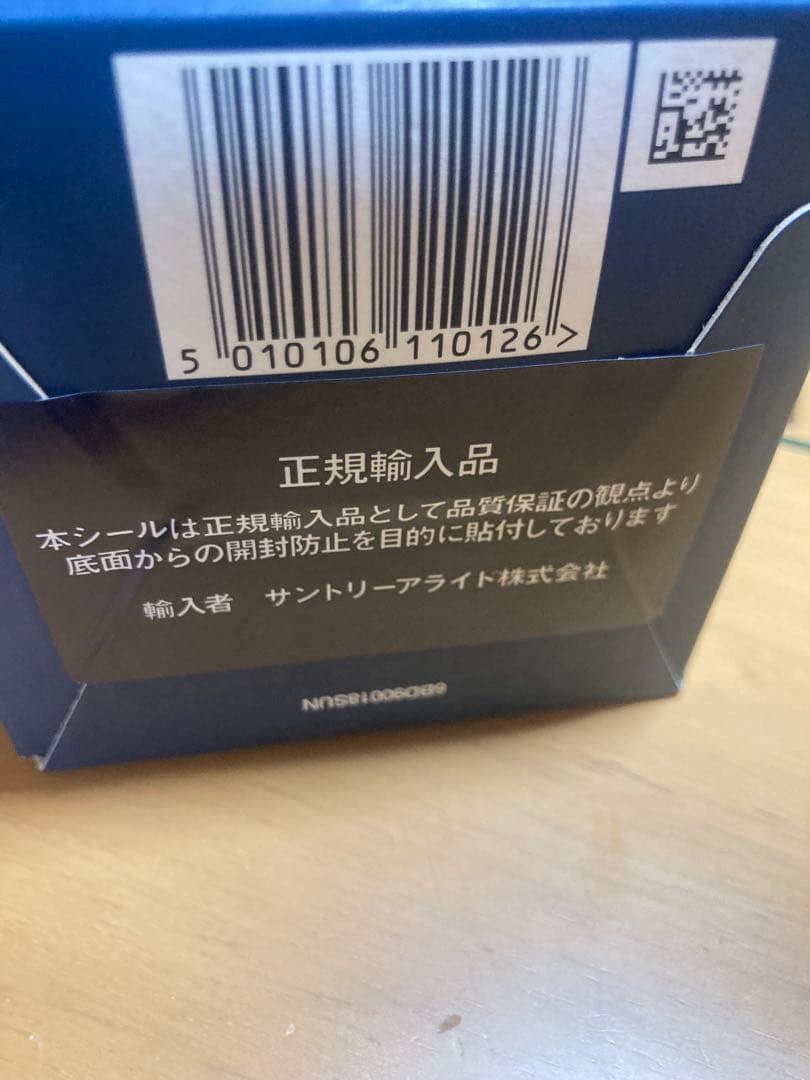 5 010106 110126 >
正規輸入品
本シールは正規輸入品として品質保証の観点より
底面からの開封防止を目的に貼付しております
輸入者 サントリーアライド株式会社
6BD90018SUN